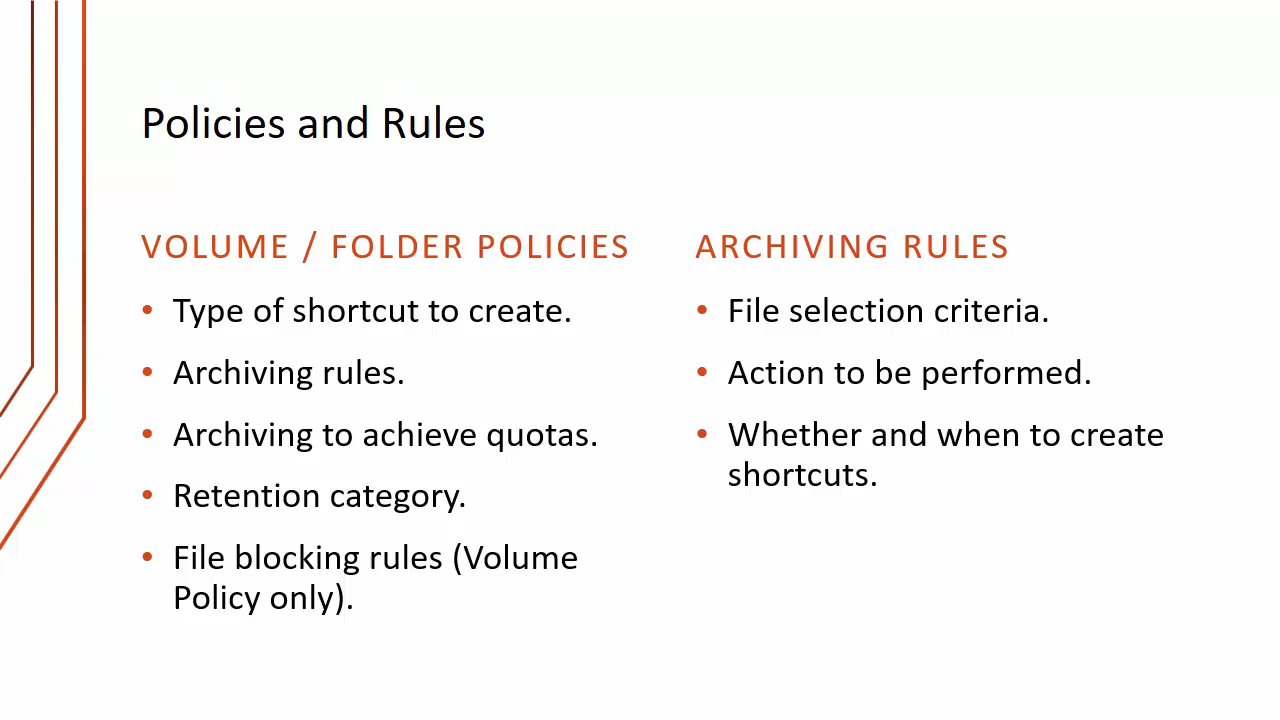 Policies and Rules
VOLUME / FOLDER POLICIES
• Type of shortcut to create.
• Archiving rules.
• Archiving to achieve quotas.
• Retention category.
• File blocking rules (Volume
Policy only).
ARCHIVING RULES
• File selection criteria.
• Action to be performed.
• Whether and when to create
shortcuts.